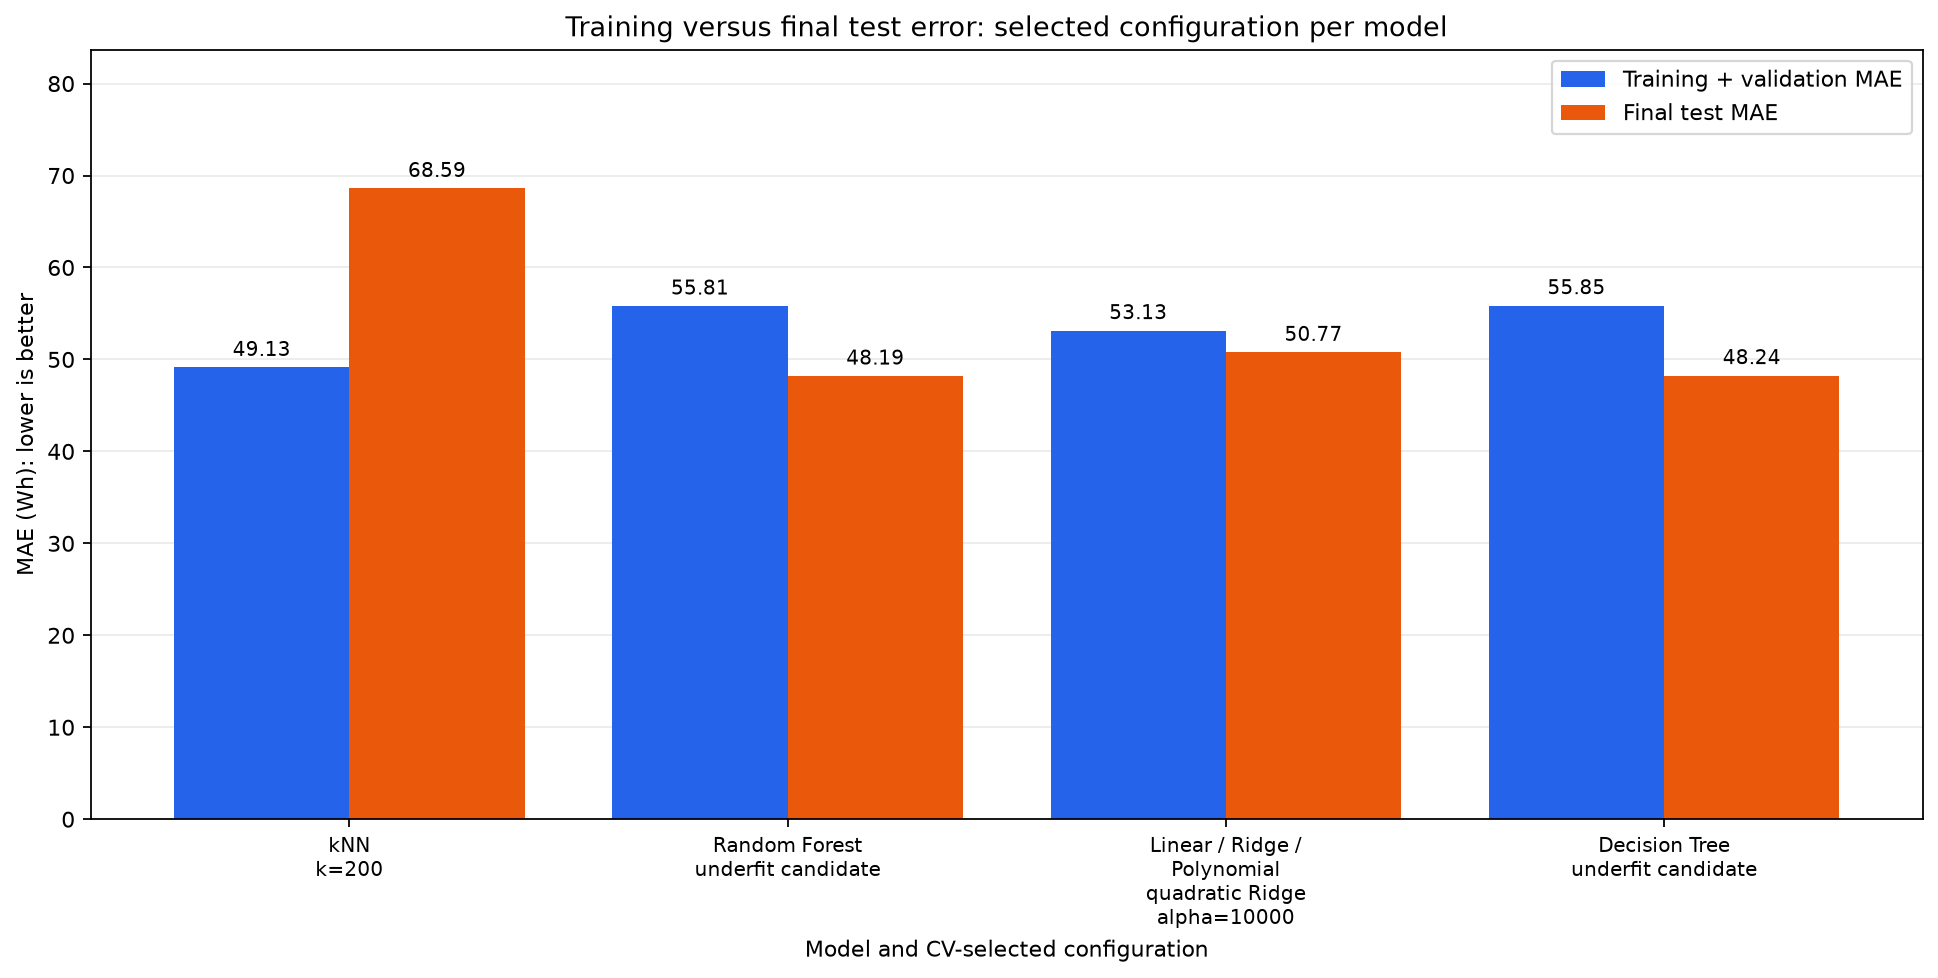 Training versus final test error: selected configuration per model
Training + validation MAE
Final test MAE
MAE (Wh): lower is better
80
70
60
50
40
30
20
10
0
49.13
68.59
55.81
48.19
53.13
50.77
55.85
48.24
kNN
k=200
Random Forest
underfit candidate
Linear / Ridge /
Polynomial
quadratic Ridge
alpha=10000
Decision Tree
underfit candidate
Model and CV-selected configuration